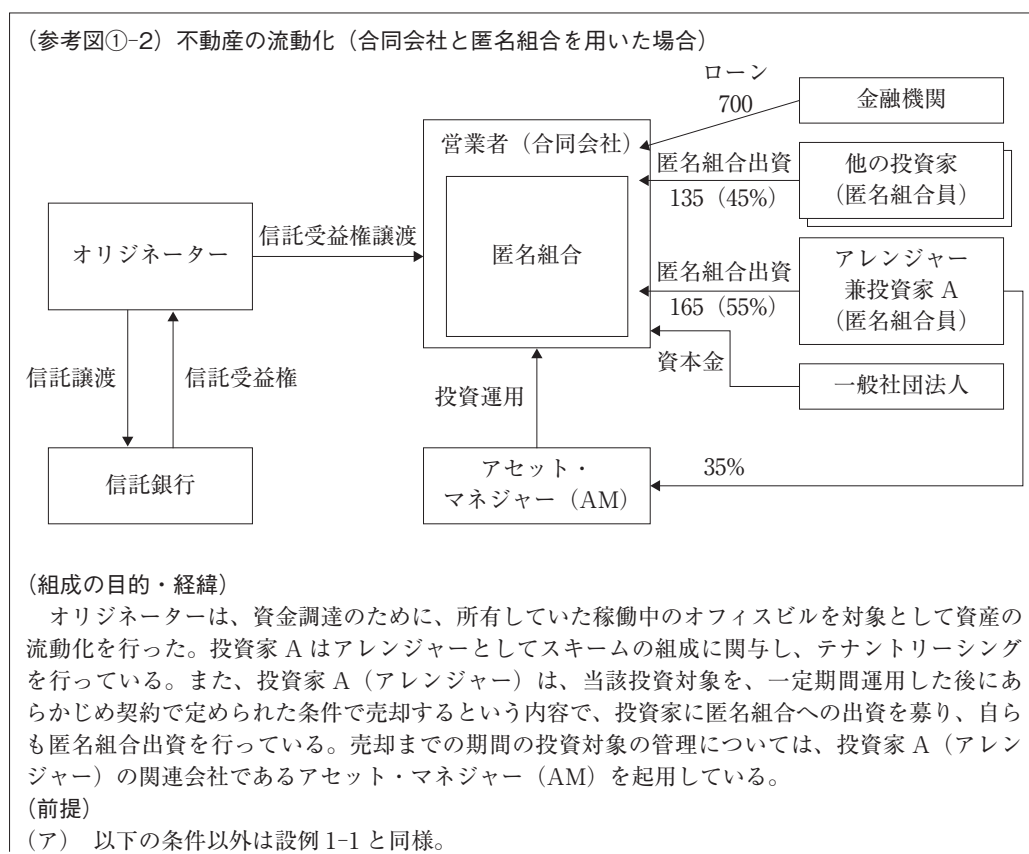 (参考図①-2) 不動産の流動化（合同会社と匿名組合を用いた場合）
ローン
700
金融機関
営業者（合同会社）
匿名組合出資
135（45%）
他の投資家
（匿名組合員）
オリジネーター
信託受益権譲渡
匿名組合
匿名組合出資
165（55%）
アレンジャー
兼投資家 A
（匿名組合員）
資本金
一般社団法人
信託譲渡
信託受益権
投資運用
信託銀行
アセット・
マネジャー（AM）
35%
（組成の目的・経緯）
オリジネーターは、資金調達のために、所有していた稼働中のオフィスビルを対象として資産の
流動化を行った。投資家 A はアレンジャーとしてスキームの組成に関与し、テナントリーシング
を行っている。また、投資家 A（アレンジャー）は、当該投資対象を、一定期間運用した後にあ
らかじめ契約で定められた条件で売却するという内容で、投資家に匿名組合への出資を募り、自ら
も匿名組合出資を行っている。売却までの期間の投資対象の管理については、投資家 A（アレン
ジャー）の関連会社であるアセット・マネジャー（AM）を起用している。
（前提）
（ア） 以下の条件以外は設例 1-1 と同様。